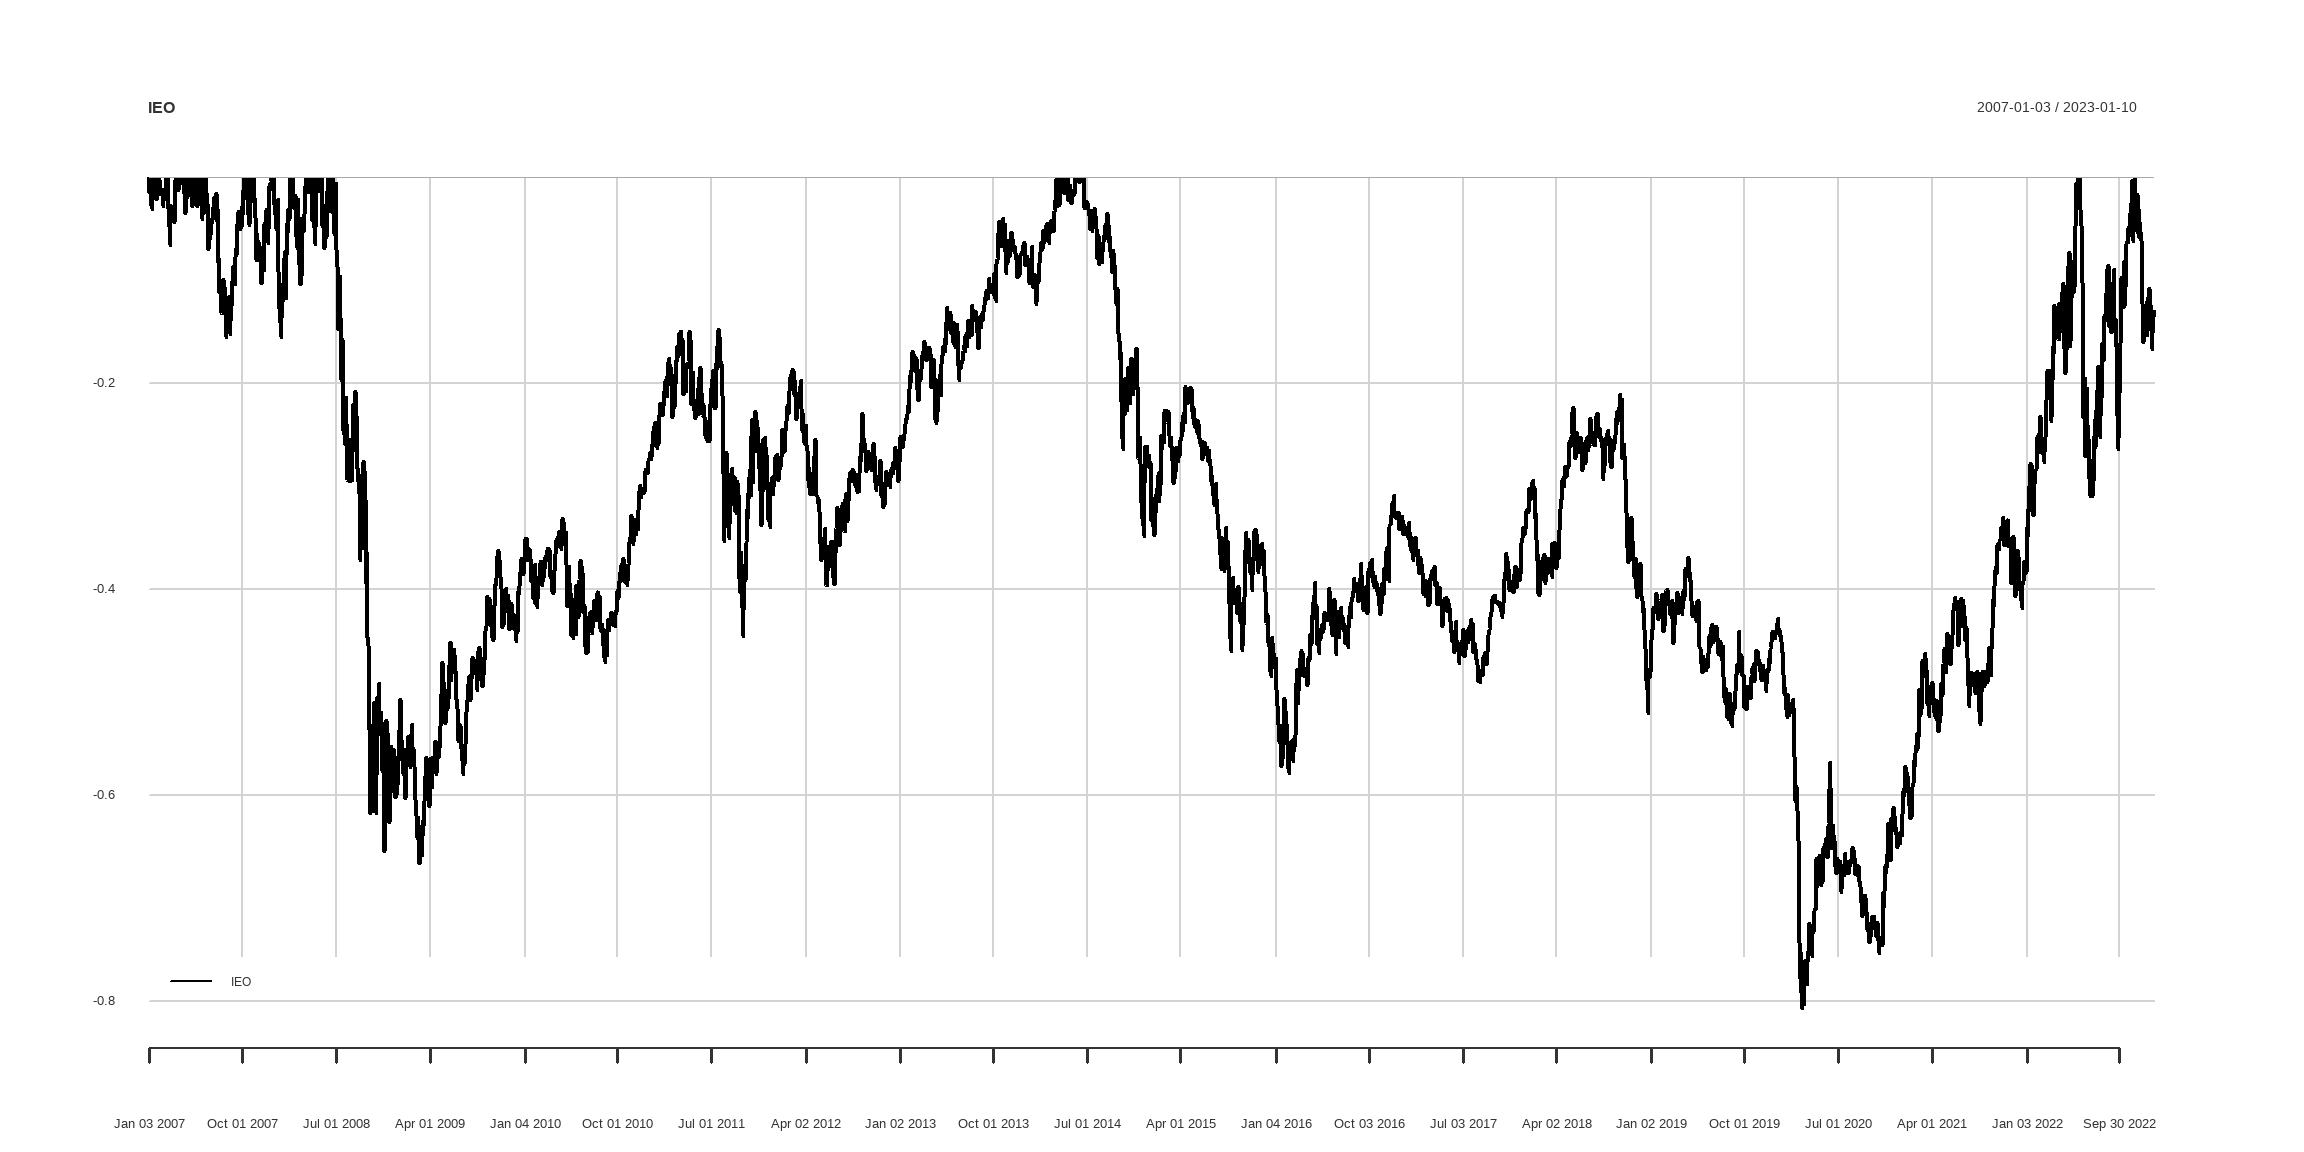 IEO
2007-01-03 / 2023-01-10
-0.2
-0.4
-0.6
IEO
-0.8
Jan 03 2007 Oct 01 2007 Jul 01 2008 Apr 01 2009 Jan 04 2010 Oct 01 2010 Jul 01 2011 Apr 02 2012 Jan 02 2013 Oct 01 2013 Jul 01 2014 Apr 01 2015 Jan 04 2016 Oct 03 2016 Jul 03 2017 Apr 02 2018 Jan 02 2019 Oct 01 2019 Jul 01 2020 Apr 01 2021 Jan 03 2022 Sep 30 2022